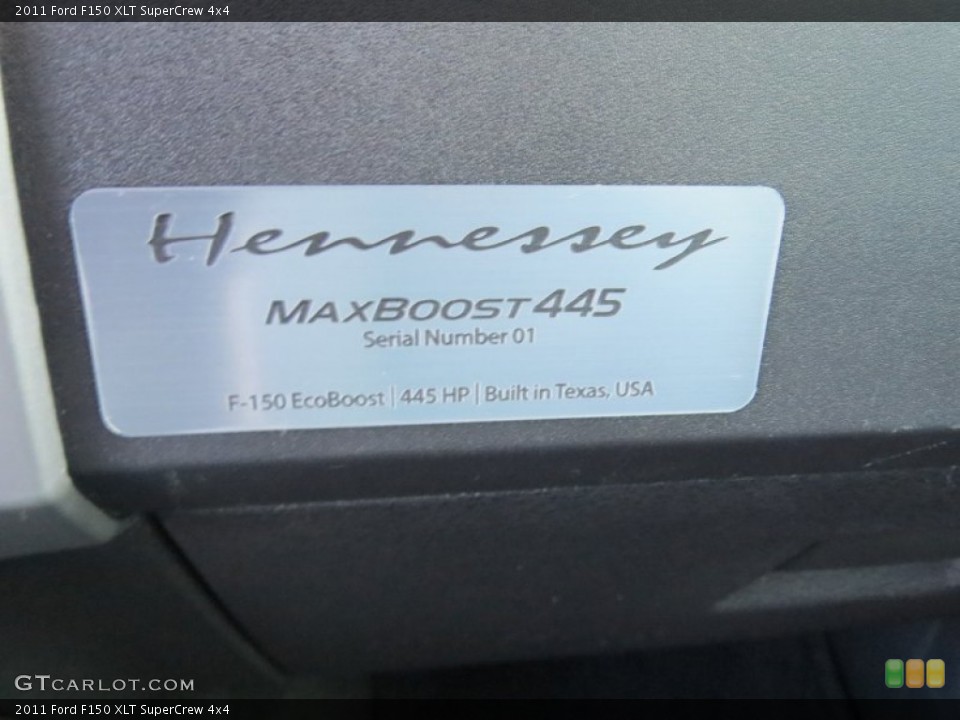 2011 Ford F150 XLT SuperCrew 4x4
Hennessey
MAXBOOST445
Serial Number 01
F-150 EcoBoost | 445 HP | Built in Texas, USA
GTCARLOT.COM
2011 Ford F150 XLT SuperCrew 4x4